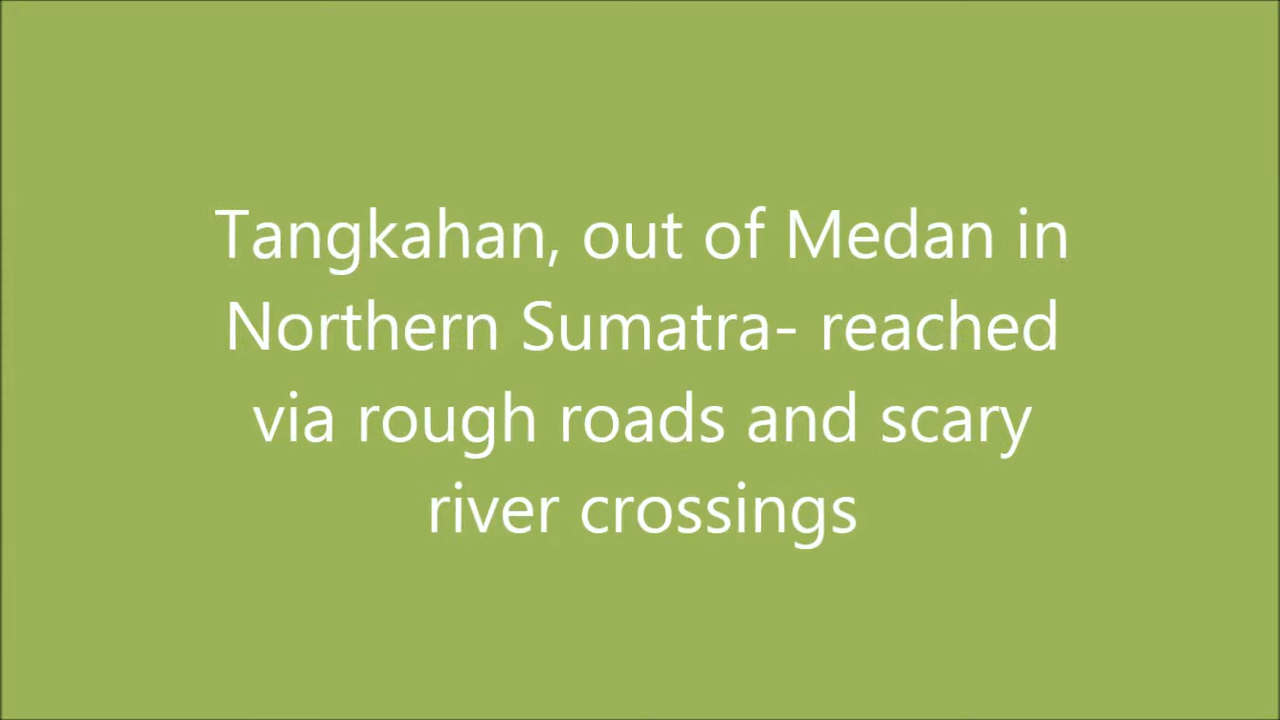 Tangkahan, out of Medan in
Northern Sumatra- reached
via rough roads and scary
river crossings